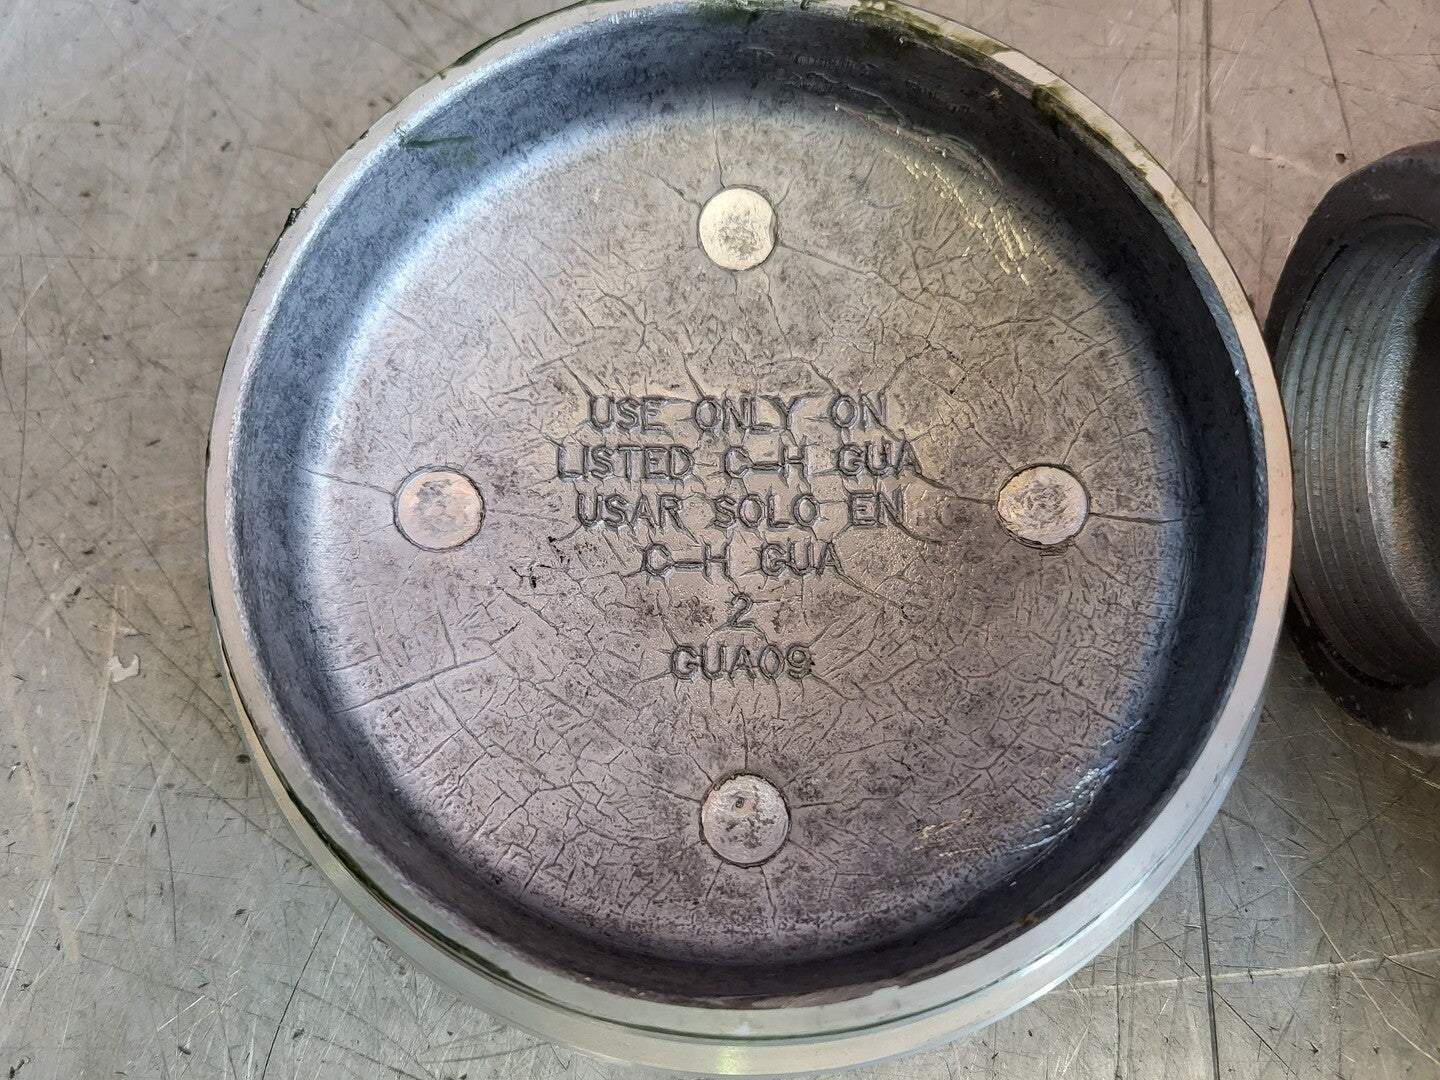 USE ONLY ON
LISTED C-H GUA
USAR SOLO EN
C-H GUA
2
GUA09